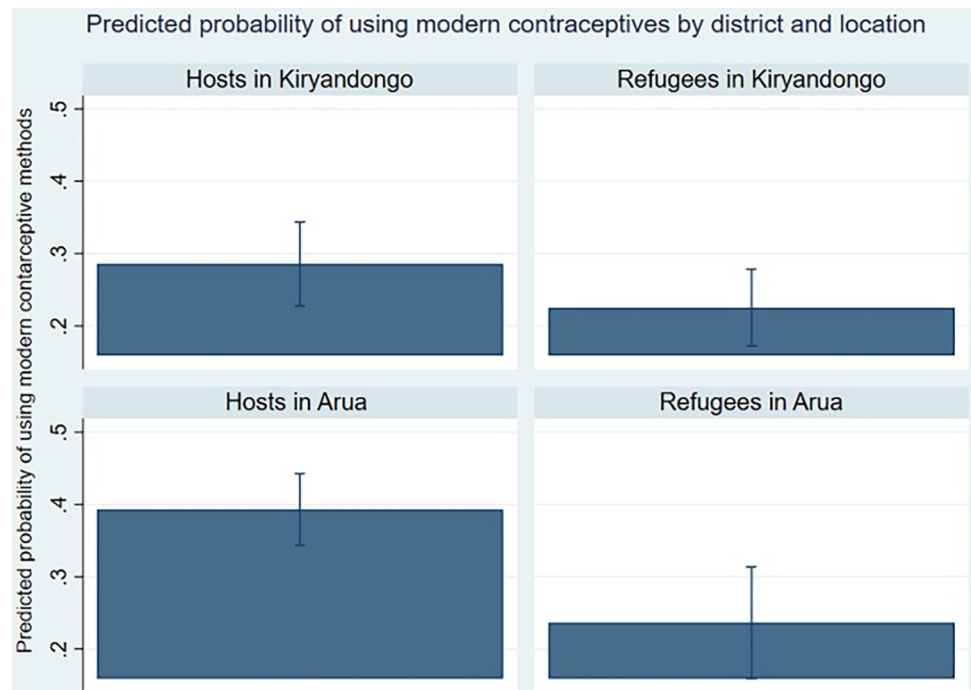 Predicted probability of using modern contraceptives by district and location
Predicted probability of using modern contarceptive methods
Hosts in Kiryandongo
Refugees in Kiryandongo
.5
.4
.3
.2
Hosts in Arua
Refugees in Arua
.5
.4
.3
.2